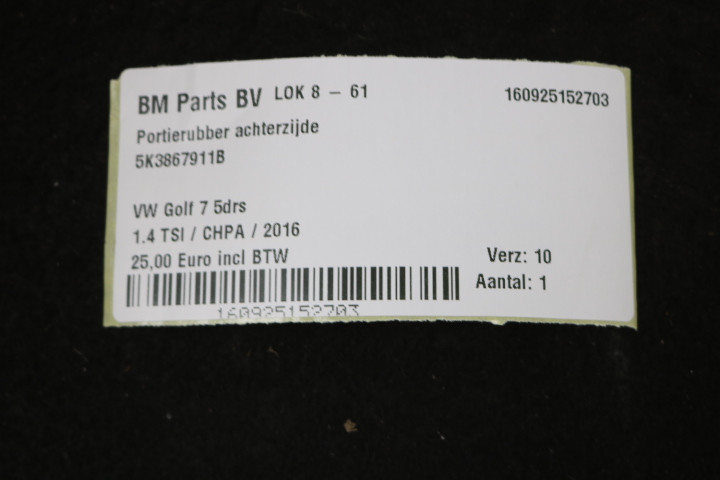 BM Parts BV LOK 8 - 61 160925152703
Portierubber achterzijde
5K3867911B
VW Golf 7 5drs
1.4 TSI / CHPA / 2016
25,00 Euro incl BTW Verz: 10
Aantal: 1
160925152703